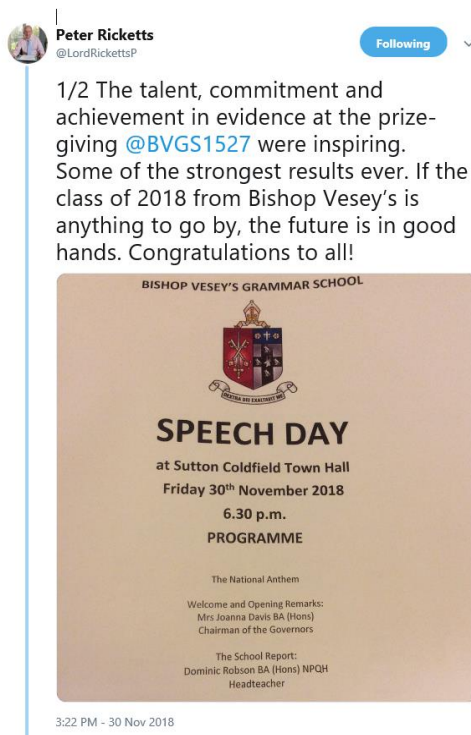 Peter Ricketts
@LordRickettsP
Following
1/2 The talent, commitment and
achievement in evidence at the prize-
giving @BVGS1527 were inspiring.
Some of the strongest results ever. If the
class of 2018 from Bishop Vesey's is
anything to go by, the future is in good
hands. Congratulations to all!
BISHOP VESEY'S GRAMMAR SCHOOL
DEXTRA DEI EXALTAVIT ME
SPEECH DAY
at Sutton Coldfield Town Hall
Friday 30th November 2018
6.30 p.m.
PROGRAMME
The National Anthem
Welcome and Opening Remarks:
Mrs Joanna Davis BA (Hons)
Chairman of the Governors
The School Report:
Dominic Robson BA (Hons) NPQH
Headteacher
3:22 PM - 30 Nov 2018